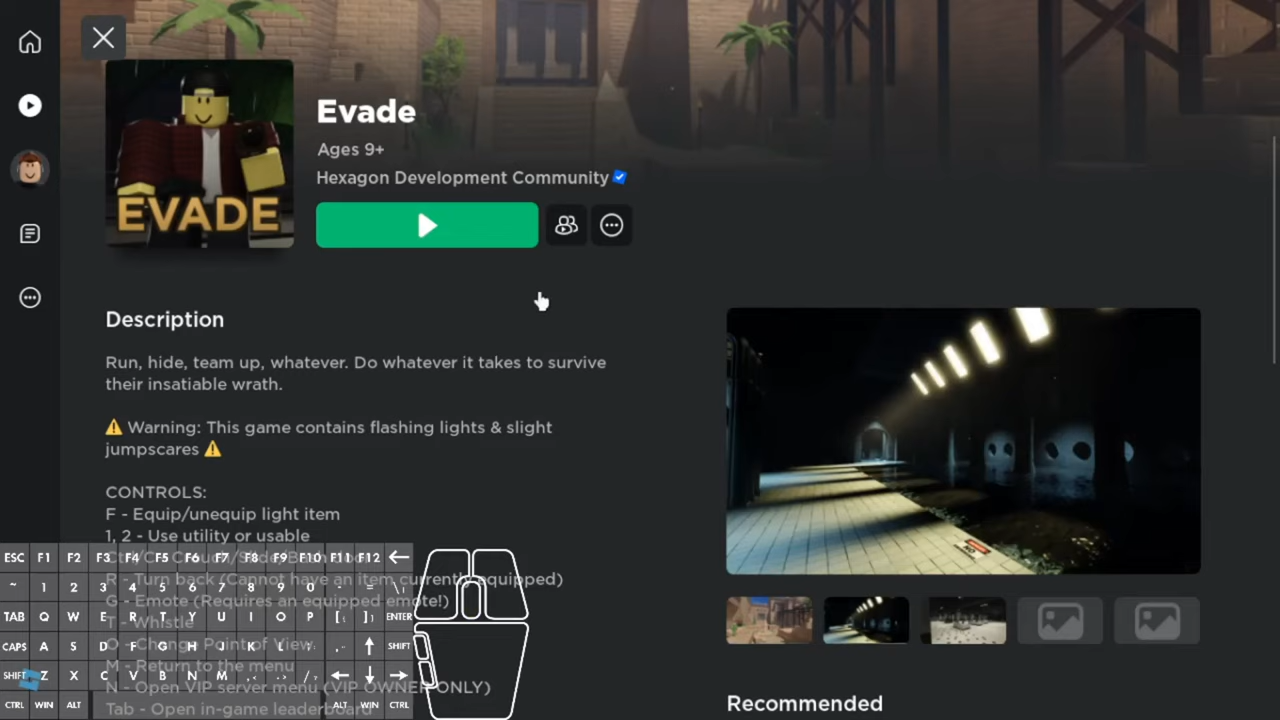 Evade
Ages 9+
Hexagon Development Community
EVADE
Description
Run, hide, team up, whatever. Do whatever it takes to survive
their insatiable wrath.
⚠ Warning: This game contains flashing lights & slight
jumpscares ⚠
CONTROLS:
F - Equip/unequip light item
1, 2 - Use utility or usable
R - Turn back (Cannot have an item currently equipped)
G - Emote (Requires an equipped emote!)
T - Whistle
O - Change Point of View
M - Return to the menu
N - Open VIP server menu (VIP OWNER ONLY)
Tab - Open in-game leaderboard
ESC F1 F2 F3 F4 F5 F6 F7 F8 F9 F10 F11 F12 ←
~ 1 2 3 4 5 6 7 8 9 0 - = \
TAB Q W E R T Y U I O P [ ] ENTER
CAPS A S D F G H J K L ↑ SHIFT
SHIFT Z X C V B N M ← ↓ →
CTRL WIN ALT ALT WIN CTRL
Recommended